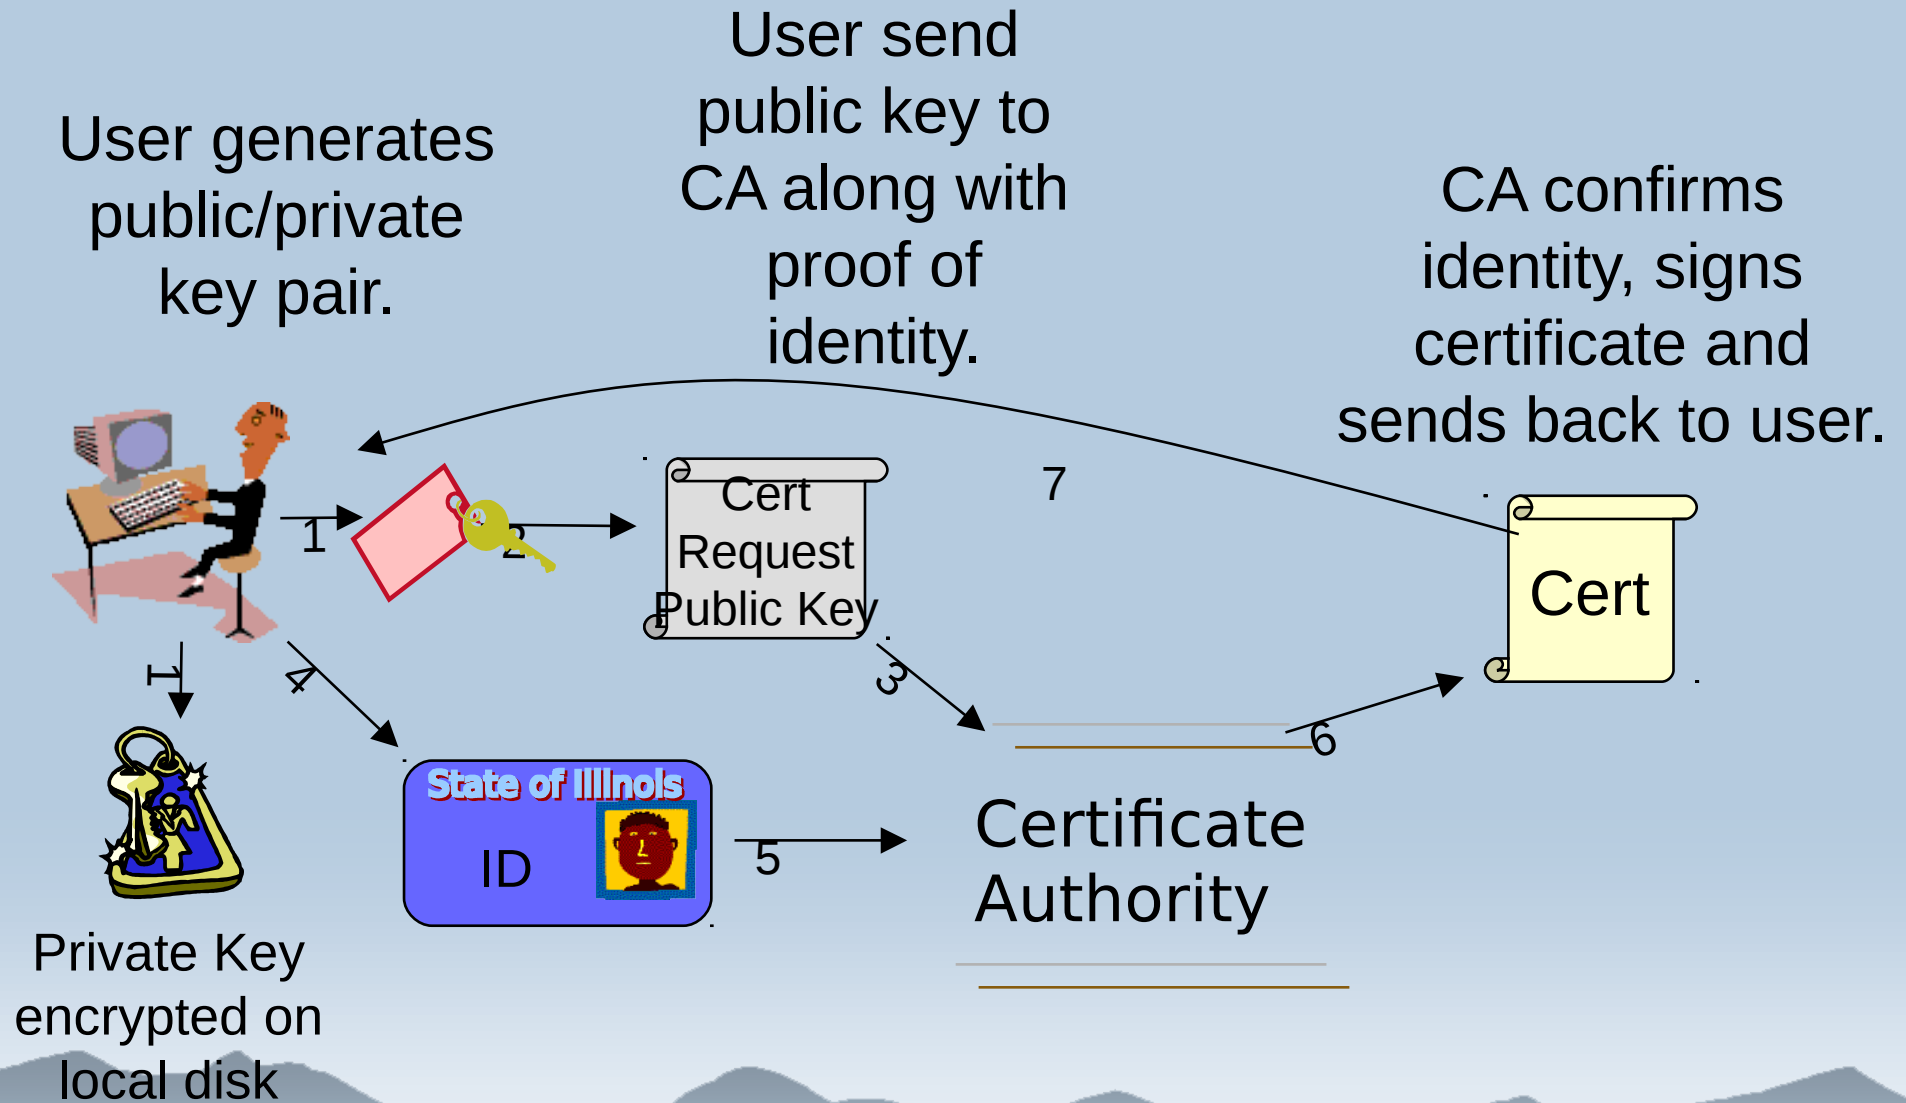 User generates
public/private
key pair.
User send
public key to
CA along with
proof of
identity.
CA confirms
identity, signs
certificate and
sends back to user.
1
2
Cert
Request
Public Key
7
Cert
1
4
3
6
State of Illinois
ID
5
Certificate
Authority
Private Key
encrypted on
local disk